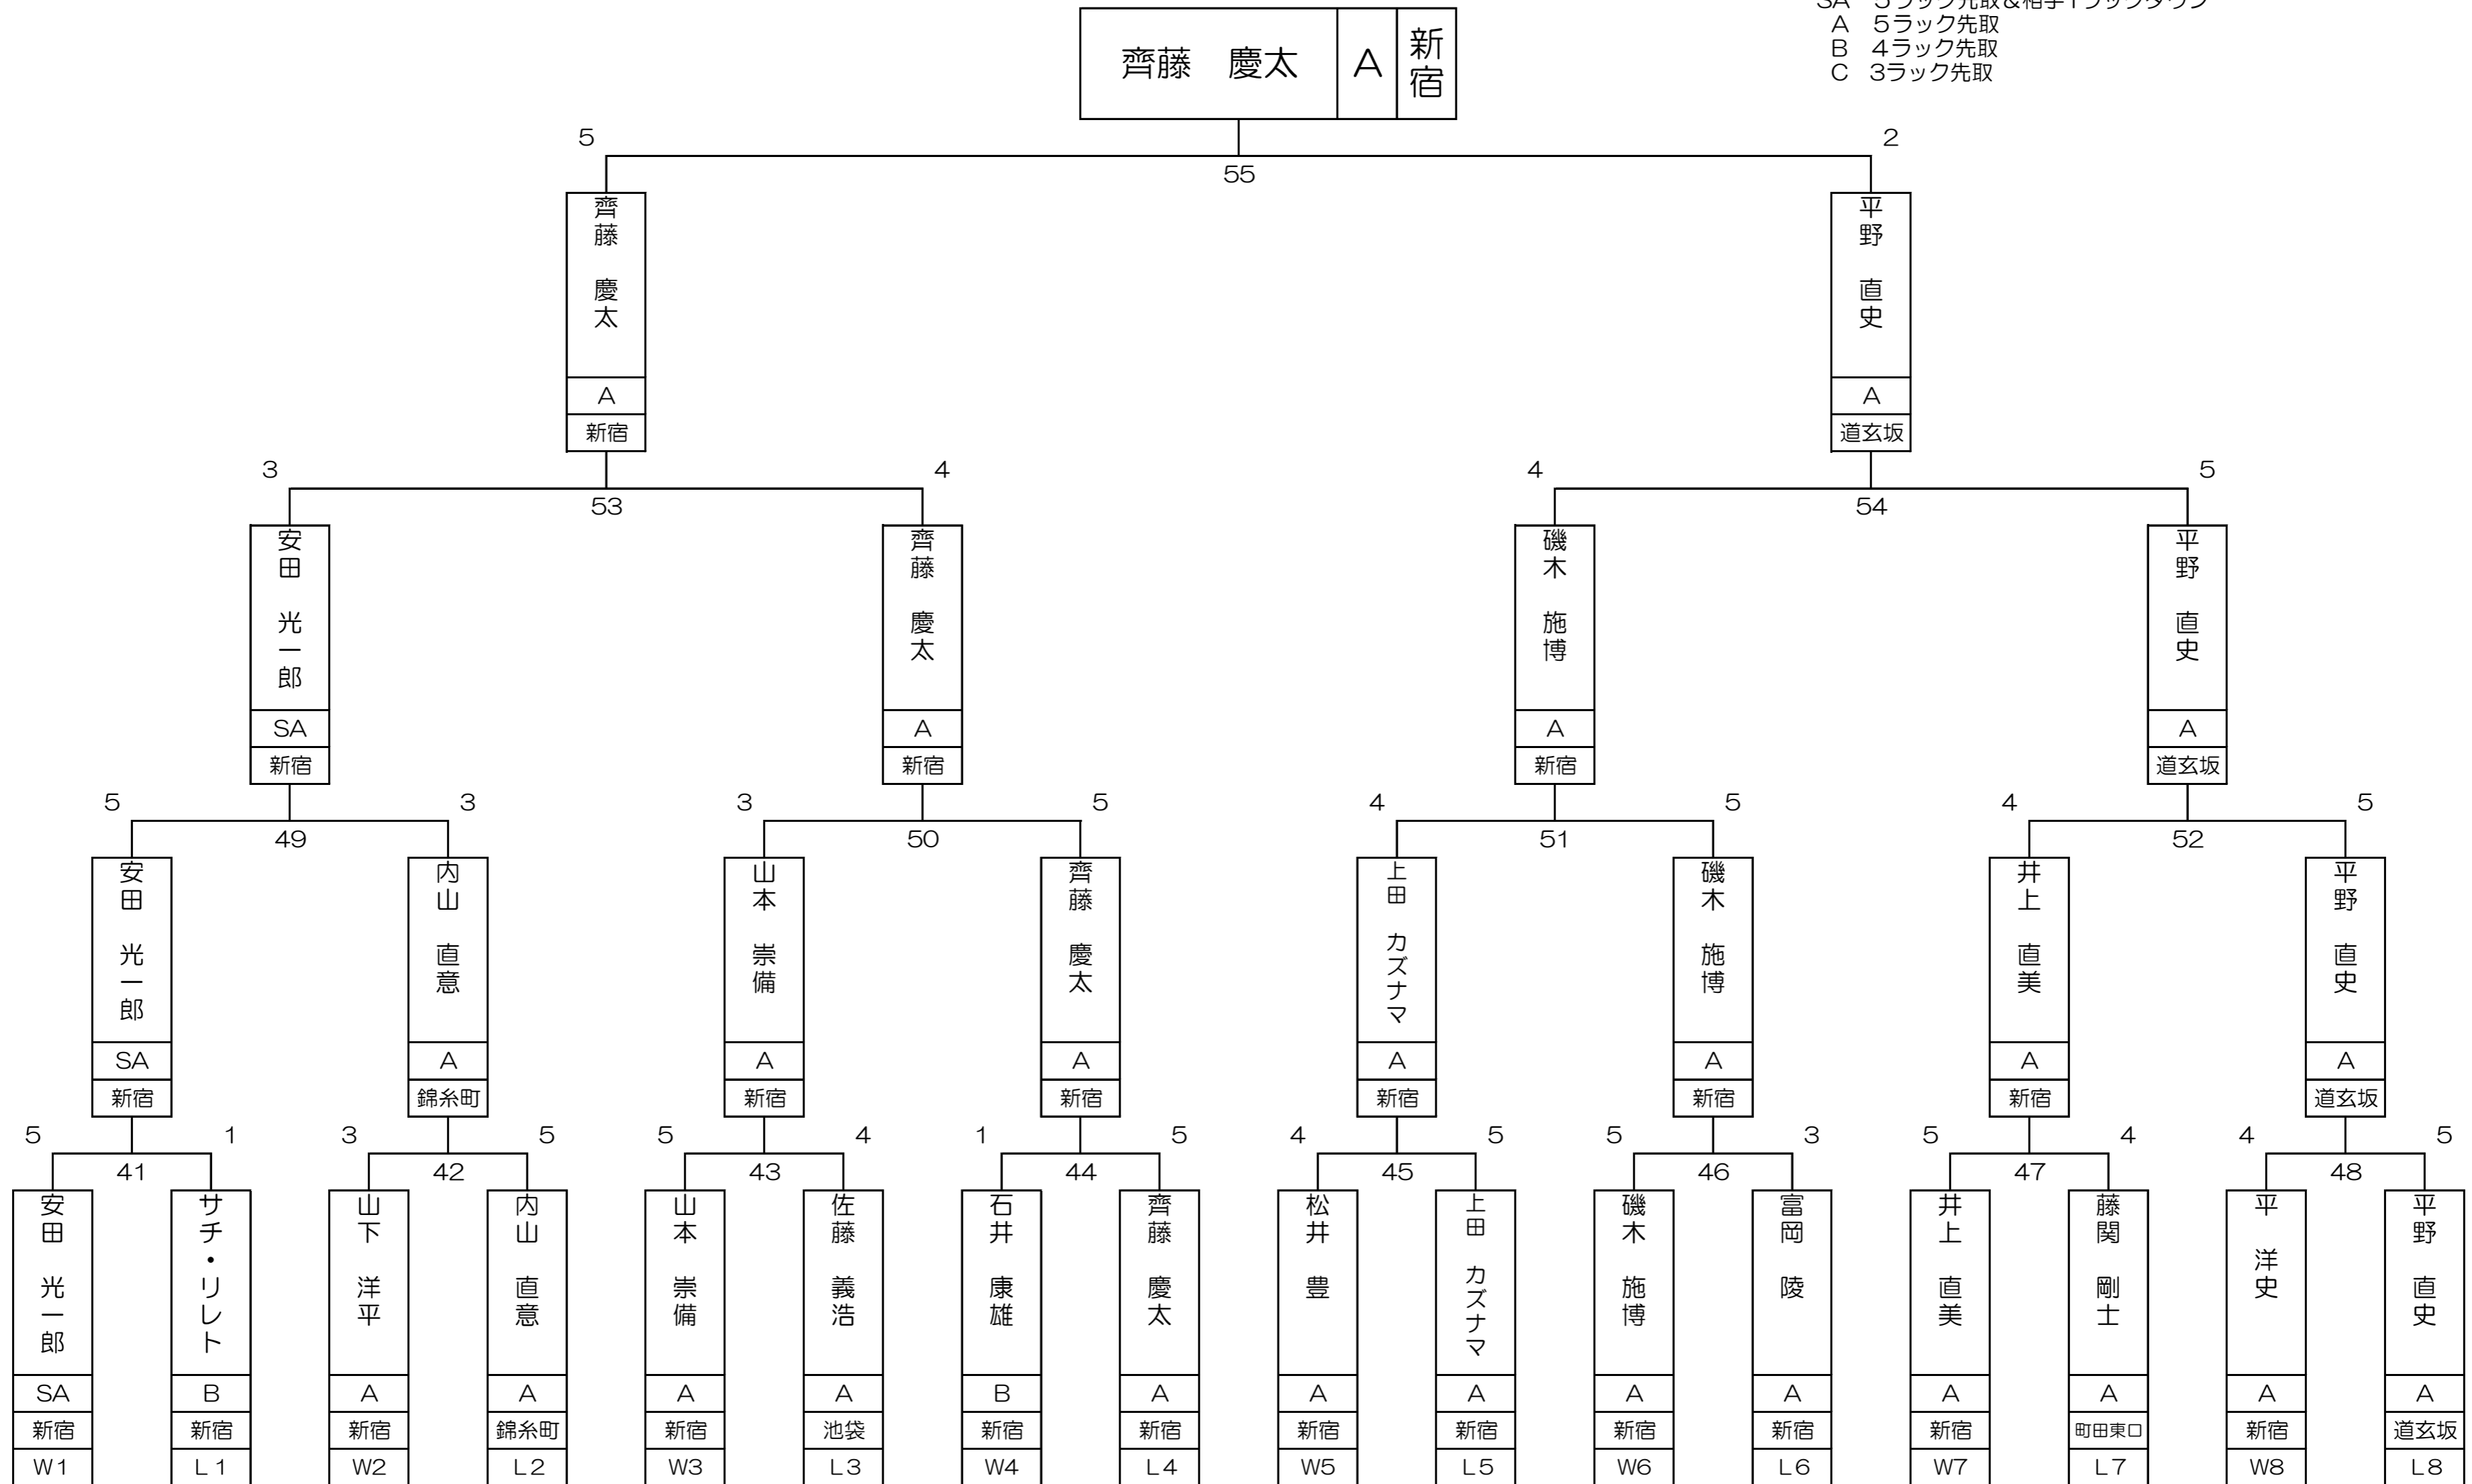 SA 5ラック先取&相手1ラックダウン
A 5ラック先取
B 4ラック先取
C 3ラック先取
齊藤 慶太 A 新宿
5 2
55
齊藤 慶太 平野 直史
A A
新宿 道玄坂
3 4 4 5
53 54
安田 光一郎 齊藤 慶太 磯木 施博 平野 直史
SA A A A
新宿 新宿 新宿 道玄坂
5 3 3 5 4 5 4 5
49 50 51 52
安田 光一郎 内山 直意 山本 崇備 齊藤 慶太 上田 カズナマ 磯木 施博 井上 直美 平野 直史
SA A A A A A A A
新宿 錦糸町 新宿 新宿 新宿 新宿 新宿 道玄坂
5 1 3 5 5 4 1 5 4 5 5 3 5 4 4 5
41 42 43 44 45 46 47 48
安田 光一郎 サチ・リレト 山下 洋平 内山 直意 山本 崇備 佐藤 義浩 石井 康雄 齊藤 慶太 松井 豊 上田 カズナマ 磯木 施博 富岡 陵 井上 直美 藤関 剛士 平 洋史 平野 直史
SA B A A A A B A A A A A A A A A
新宿 新宿 新宿 錦糸町 新宿 池袋 新宿 新宿 新宿 新宿 新宿 新宿 新宿 町田東口 新宿 道玄坂
W1 L1 W2 L2 W3 L3 W4 L4 W5 L5 W6 L6 W7 L7 W8 L8